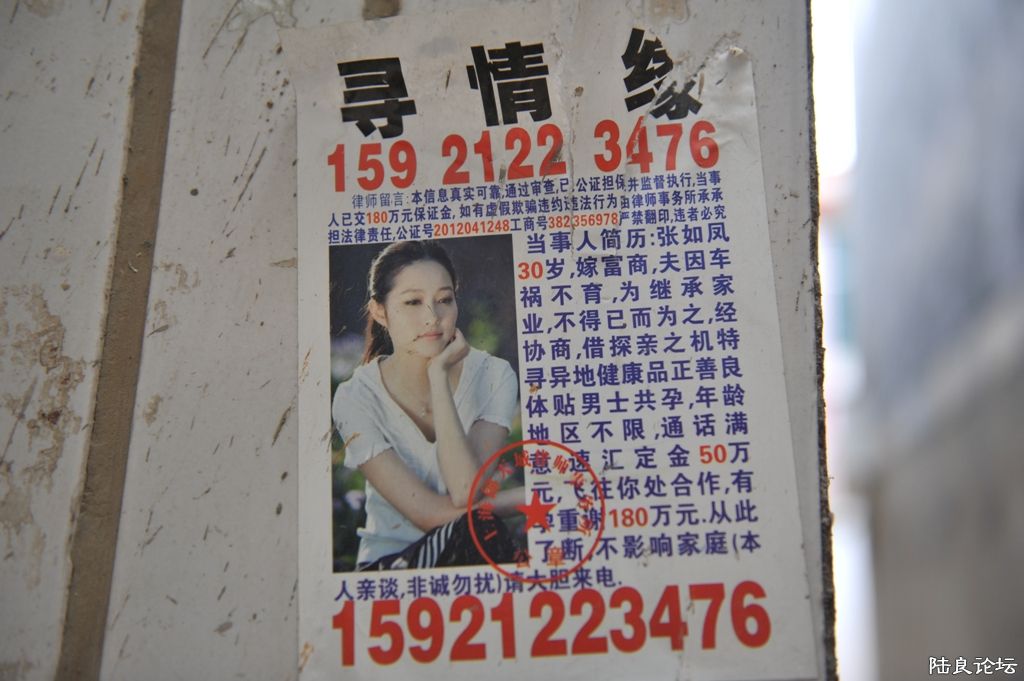 寻情缘
159 2122 3476
律师留言:本信息真实可靠,通过审查,已公证担保,并监督执行,当事
人已交180万元保证金,如有虚假欺骗违约违法行为由律师事务所承
担法律责任,公证号2012041248工商号382356978严禁翻印,违者必究
当事人简历:张如凤
30岁,嫁富商,夫因车
祸不育,为继承家
业,不得已而为之,经
协商,借探亲之机特
寻异地健康品正善良
体贴男士共孕,年龄
地区不限,通话满
意速汇定金50万
元,飞往你处合作,有
孕重谢180万元.从此
了断,不影响家庭(本
人亲谈,非诚勿扰)请大胆来电.
15921223476
公章
陆良论坛